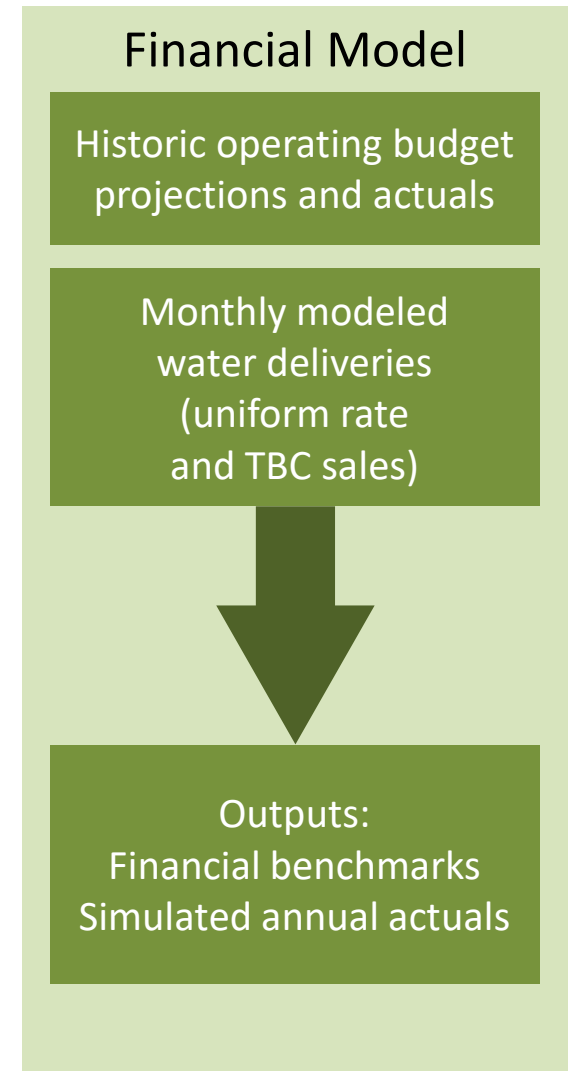 Financial Model
Historic operating budget
projections and actuals
Monthly modeled
water deliveries
(uniform rate
and TBC sales)
Outputs:
Financial benchmarks
Simulated annual actuals